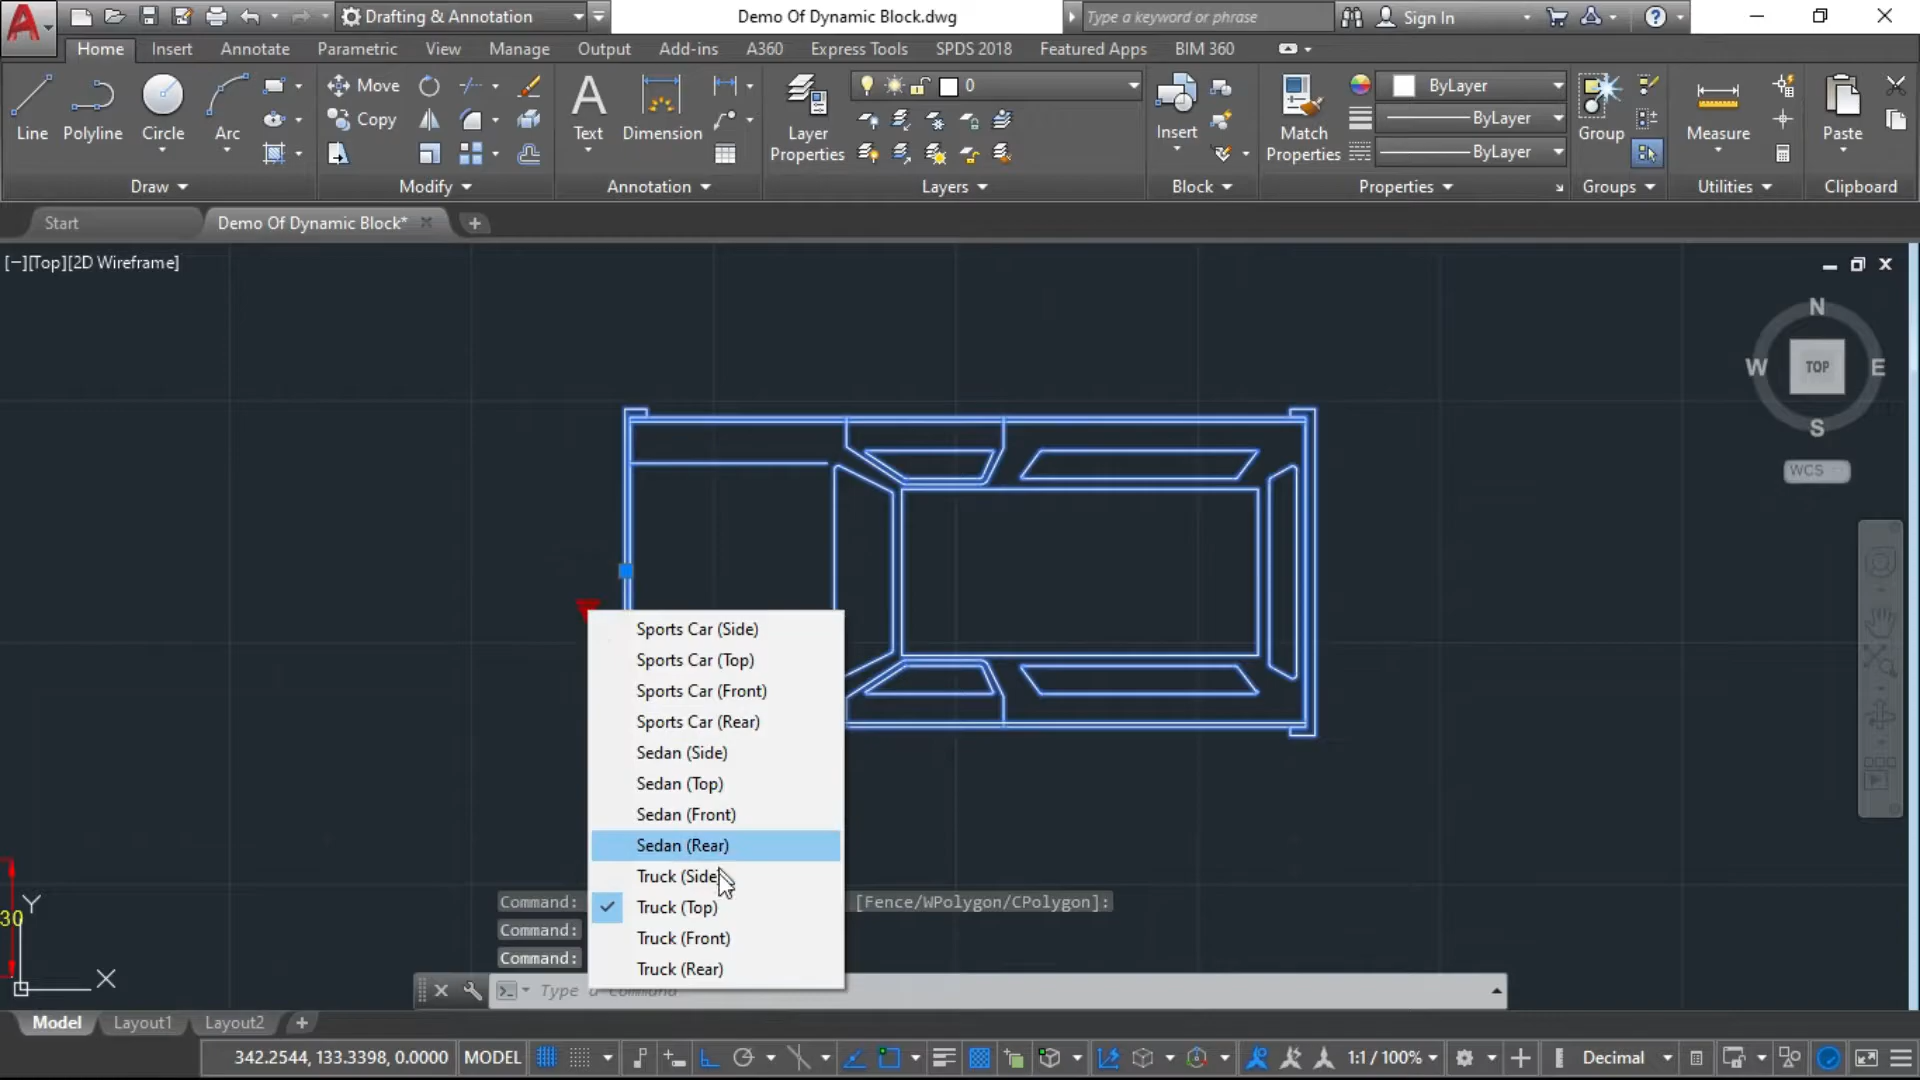 Drafting & Annotation
Demo Of Dynamic Block.dwg
Type a keyword or phrase
Sign In
Home Insert Annotate Parametric View Manage Output Add-ins A360 Express Tools SPDS 2018 Featured Apps BIM 360
Line Polyline Circle Arc
Move
Copy
Text Dimension
Layer Properties
0
Insert
Match Properties
ByLayer
ByLayer
ByLayer
Group
Measure
Paste
Draw Modify Annotation Layers Block Properties Groups Utilities Clipboard
Start Demo Of Dynamic Block*
[−][Top][2D Wireframe]
N
W TOP E
S
WCS
Sports Car (Side)
Sports Car (Top)
Sports Car (Front)
Sports Car (Rear)
Sedan (Side)
Sedan (Top)
Sedan (Front)
Sedan (Rear)
Truck (Side)
Truck (Top)
Truck (Front)
Truck (Rear)
30
Y
X
Command: [Fence/WPolygon/CPolygon]:
Command:
Command:
Type a command
Model Layout1 Layout2
342.2544, 133.3398, 0.0000 MODEL 1:1 / 100% Decimal